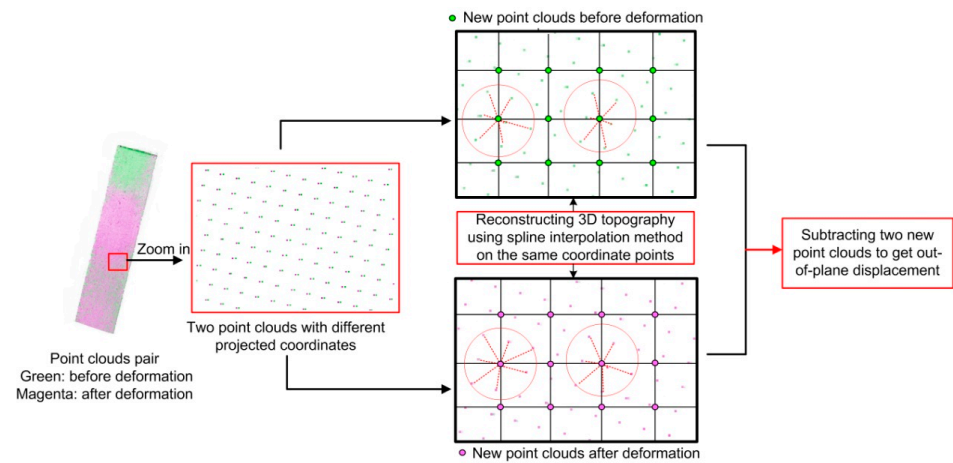 New point clouds before deformation
Zoom in
Two point clouds with different
projected coordinates
Point clouds pair
Green: before deformation
Magenta: after deformation
Reconstructing 3D topography
using spline interpolation method
on the same coordinate points
Subtracting two new
point clouds to get out-
of-plane displacement
New point clouds after deformation